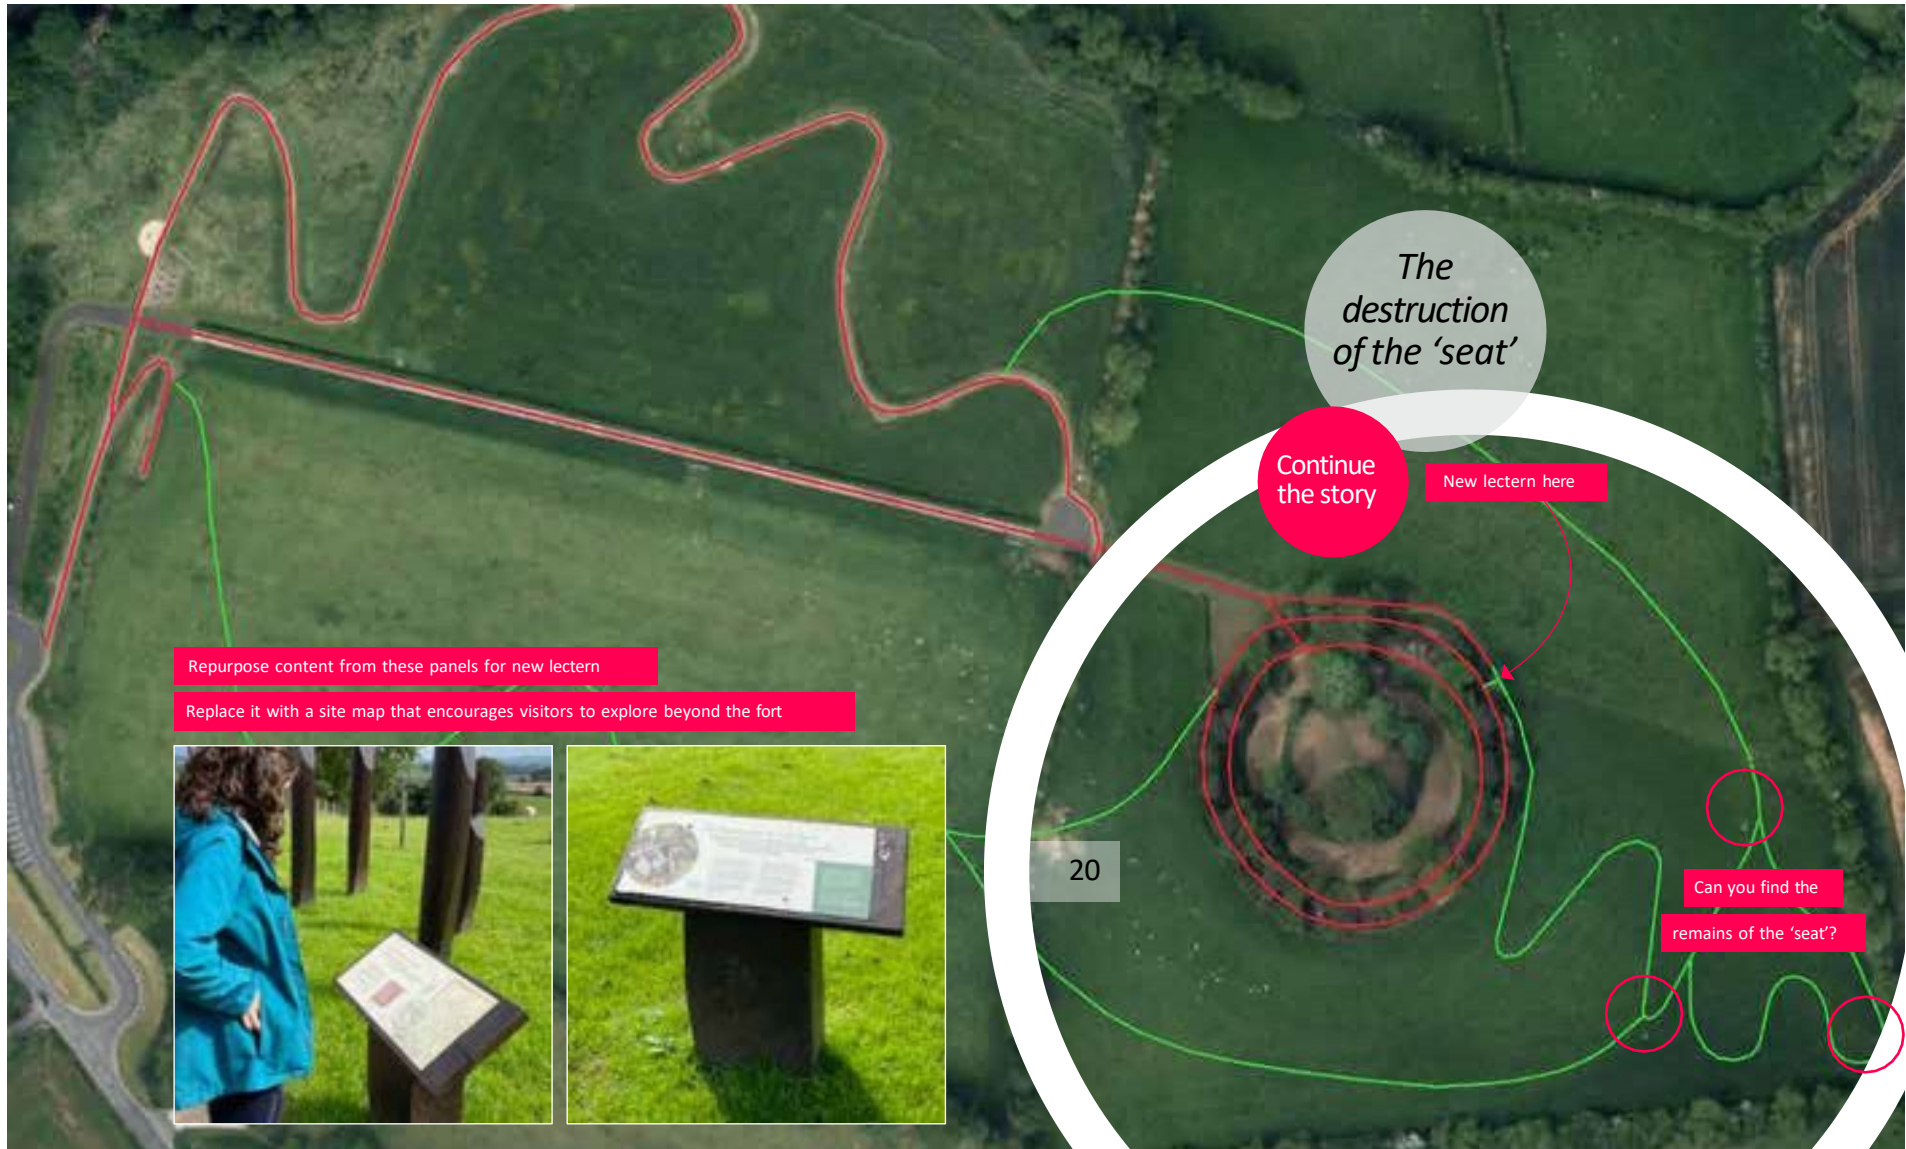 The
destruction
of the ‘seat’
Continue
the story
New lectern here
Repurpose content from these panels for new lectern
Replace it with a site map that encourages visitors to explore beyond the fort
20
Can you find the
remains of the ‘seat’?